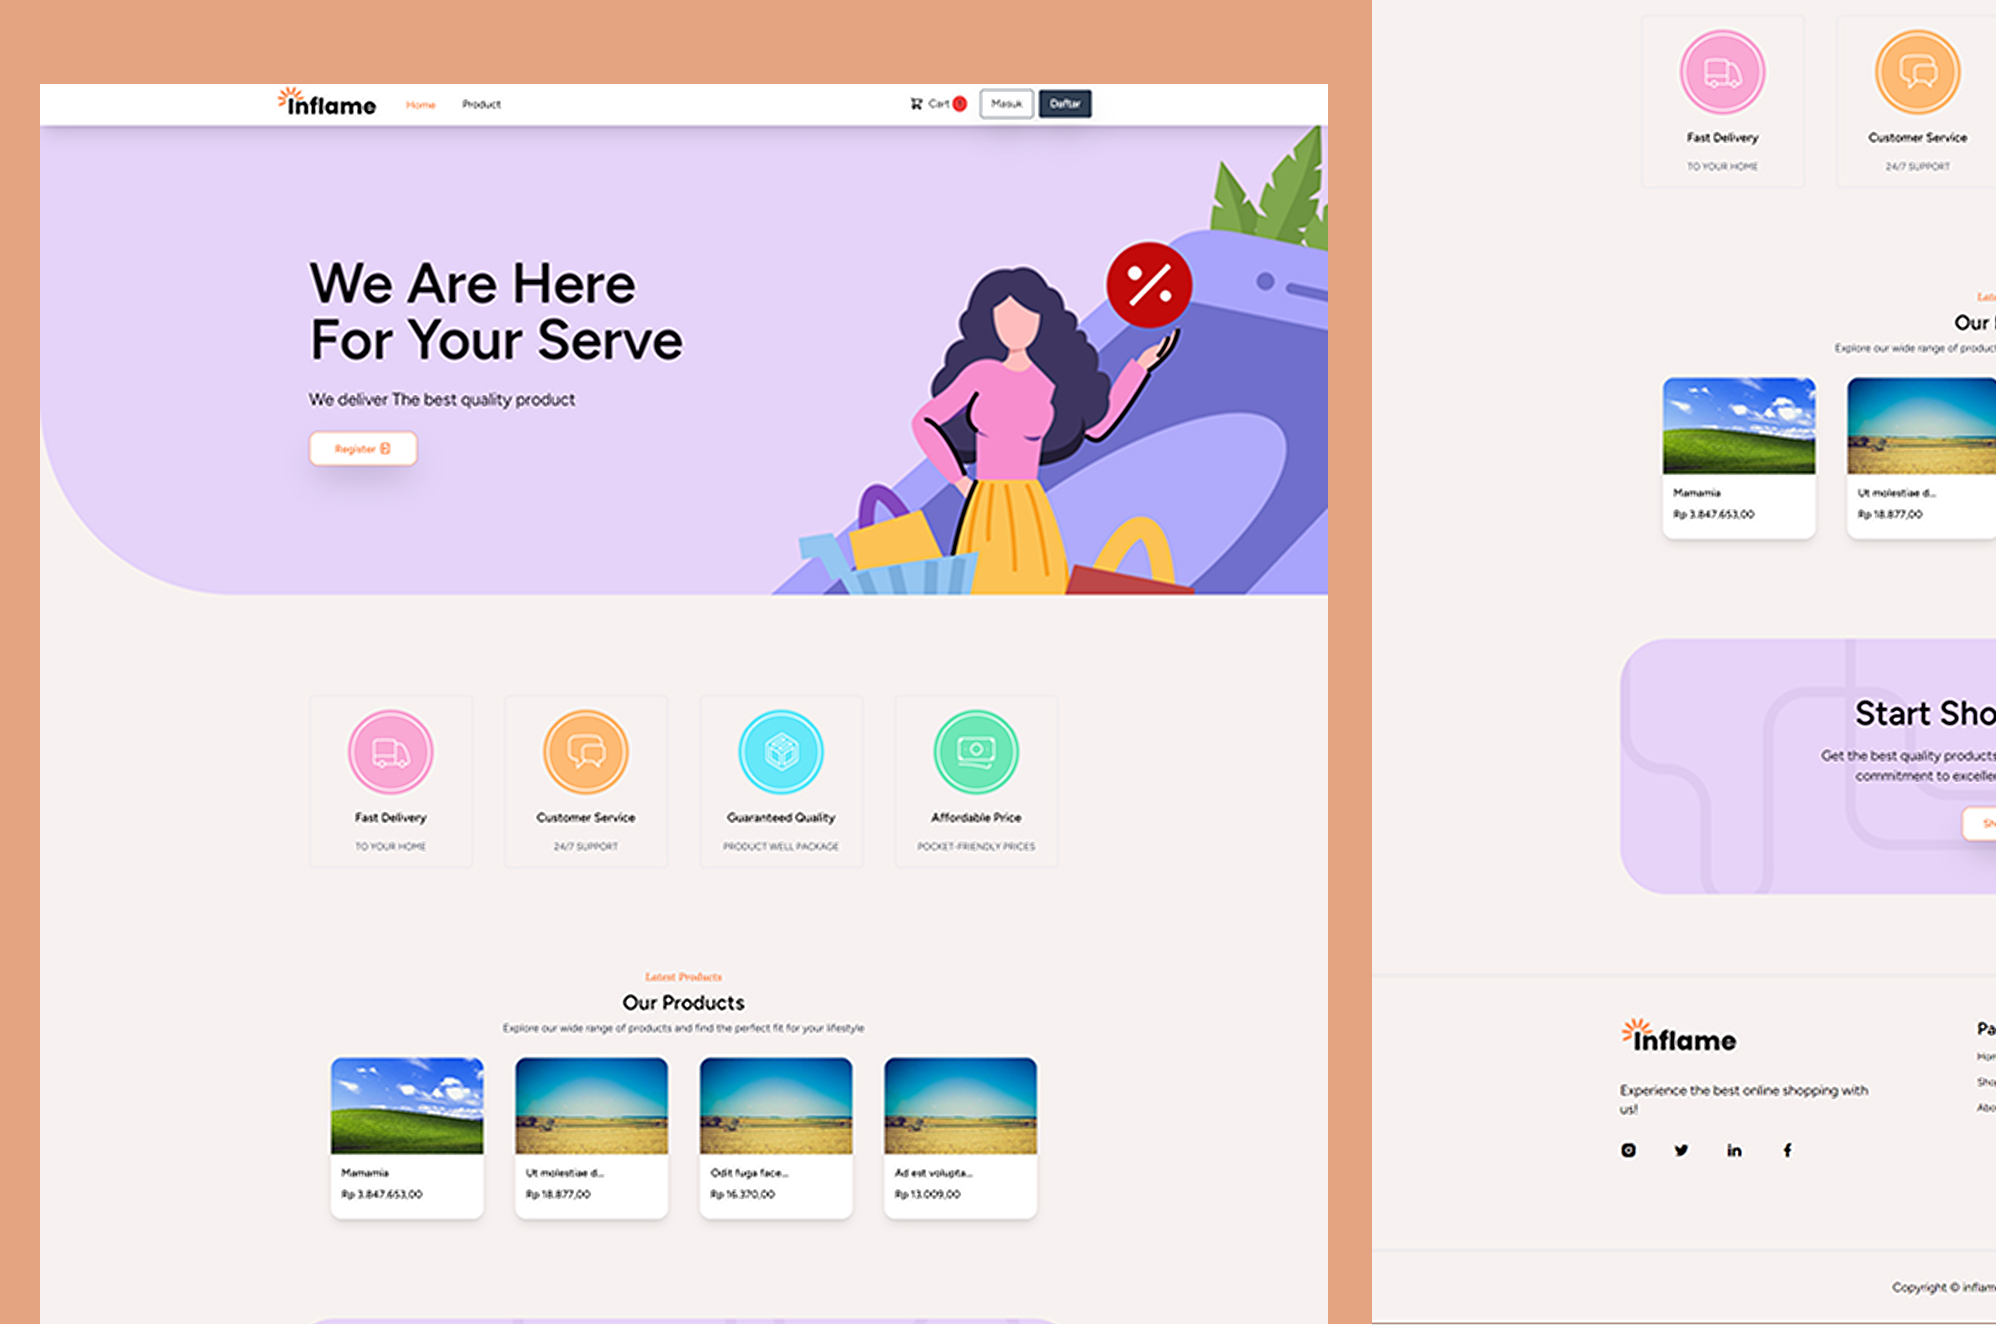 Inflame
Home
Product
Cart
Masuk
Daftar
We Are Here
For Your Serve
We deliver The best quality product
Register
%
Fast Delivery
TO YOUR HOME
Customer Service
24/7 SUPPORT
Guaranteed Quality
PRODUCT WELL PACKAGE
Affordable Price
POCKET-FRIENDLY PRICES
Latest Products
Our Products
Explore our wide range of products and find the perfect fit for your lifestyle
Mamamia
Rp 3.847.653,00
Ut molestiae d...
Rp 18.877,00
Odit fuga face...
Rp 16.370,00
Ad est volupta...
Rp 13.009,00
Fast Delivery
TO YOUR HOME
Customer Service
24/7 SUPPORT
Our
Explore our wide range of product
Mamamia
Rp 3.847.653,00
Ut molestiae d...
Rp 18.877,00
Start Sho
Get the best quality products
commitment to excelle
Sh
Inflame
Experience the best online shopping with
us!
Pa
Hom
Sho
Abo
Copyright © inflam